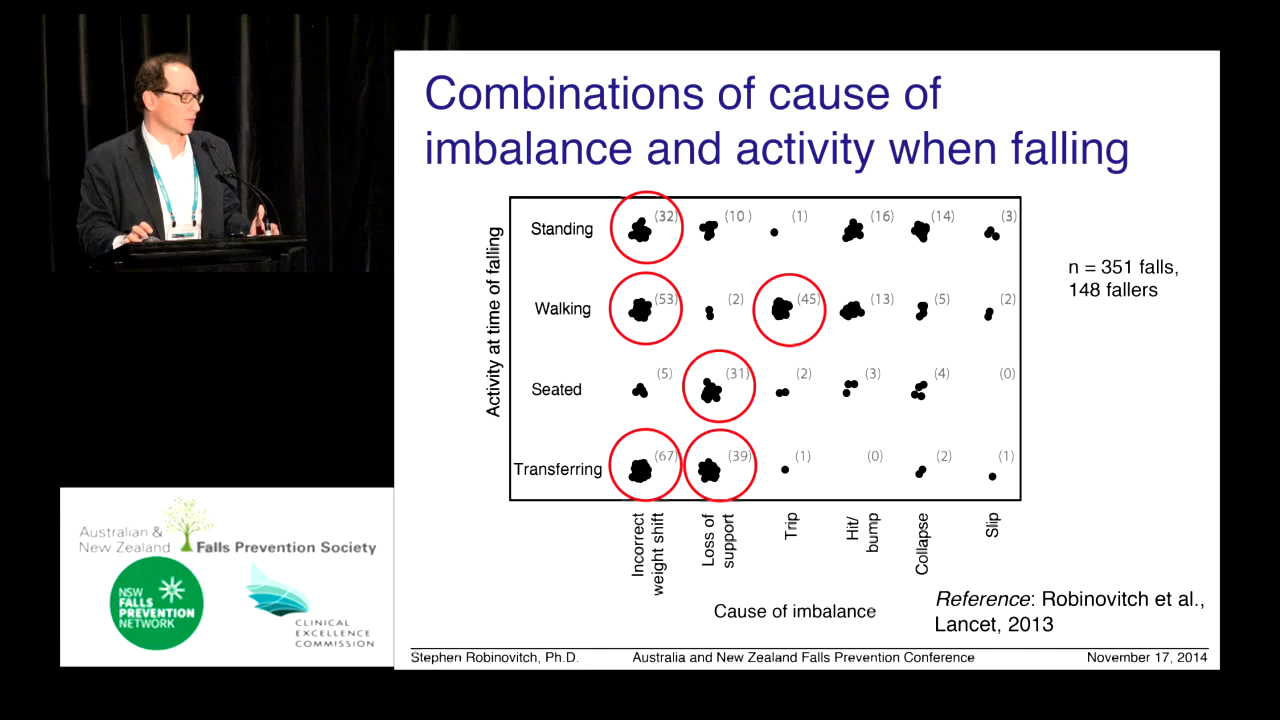 Combinations of cause of
imbalance and activity when falling
Activity at time of falling
Standing (32) (10 ) (1) (16) (14) (3)
Walking (53) (2) (45) (13) (5) (2)
Seated (5) (31) (2) (3) (4) (0)
Transferring (67) (39) (1) (0) (2) (1)
Incorrect
weight shift
Loss of
support
Trip
Hit/
bump
Collapse
Slip
Cause of imbalance
n = 351 falls,
148 fallers
Reference: Robinovitch et al.,
Lancet, 2013
Stephen Robinovitch, Ph.D. Australia and New Zealand Falls Prevention Conference November 17, 2014
Australian &
New Zealand Falls Prevention Society
NSW
FALLS
PREVENTION
NETWORK
CLINICAL
EXCELLENCE
COMMISSION